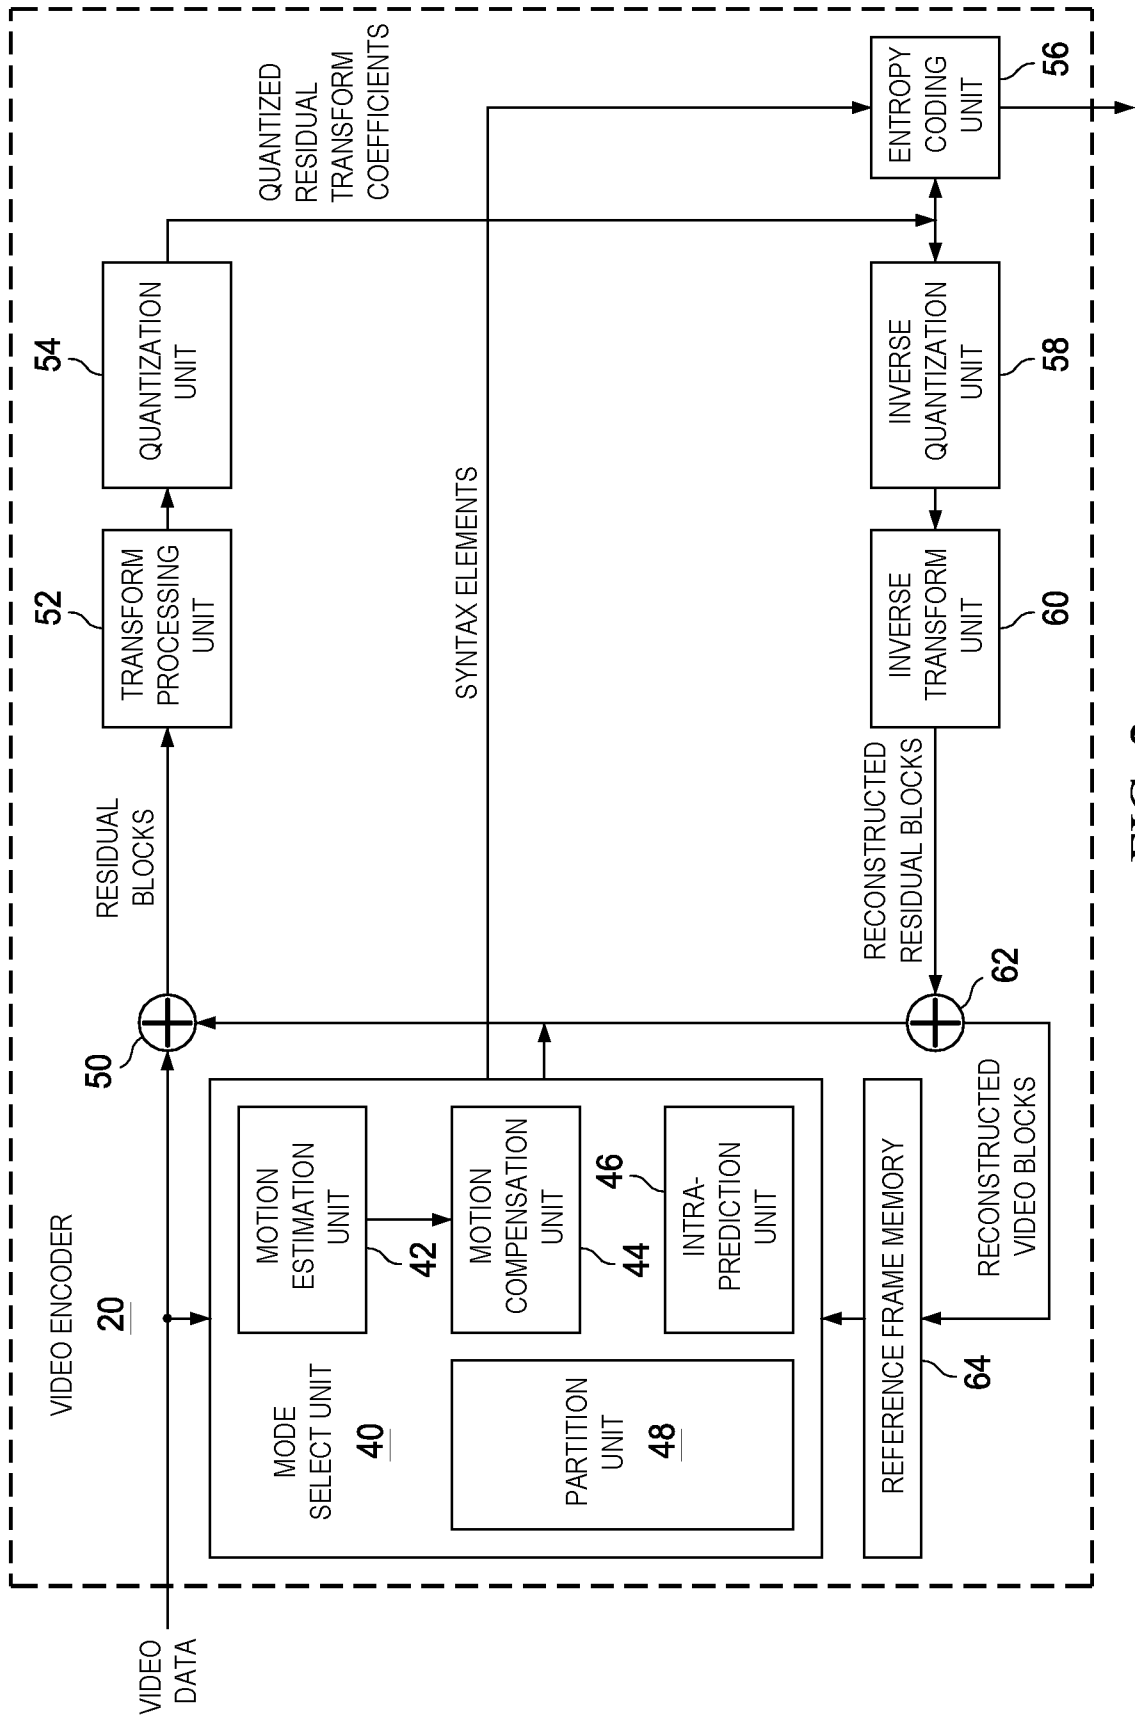 VIDEO ENCODER
20
VIDEO
DATA
50
RESIDUAL
BLOCKS
52
TRANSFORM
PROCESSING
UNIT
54
QUANTIZATION
UNIT
QUANTIZED
RESIDUAL
TRANSFORM
COEFFICIENTS
MODE
SELECT UNIT
40
MOTION
ESTIMATION
UNIT
42
MOTION
COMPENSATION
UNIT
44
46
INTRA-
PREDICTION
UNIT
PARTITION
UNIT
48
SYNTAX ELEMENTS
ENTROPY
CODING
UNIT
56
INVERSE
QUANTIZATION
UNIT
58
INVERSE
TRANSFORM
UNIT
60
RECONSTRUCTED
RESIDUAL BLOCKS
62
REFERENCE FRAME MEMORY
64
RECONSTRUCTED
VIDEO BLOCKS